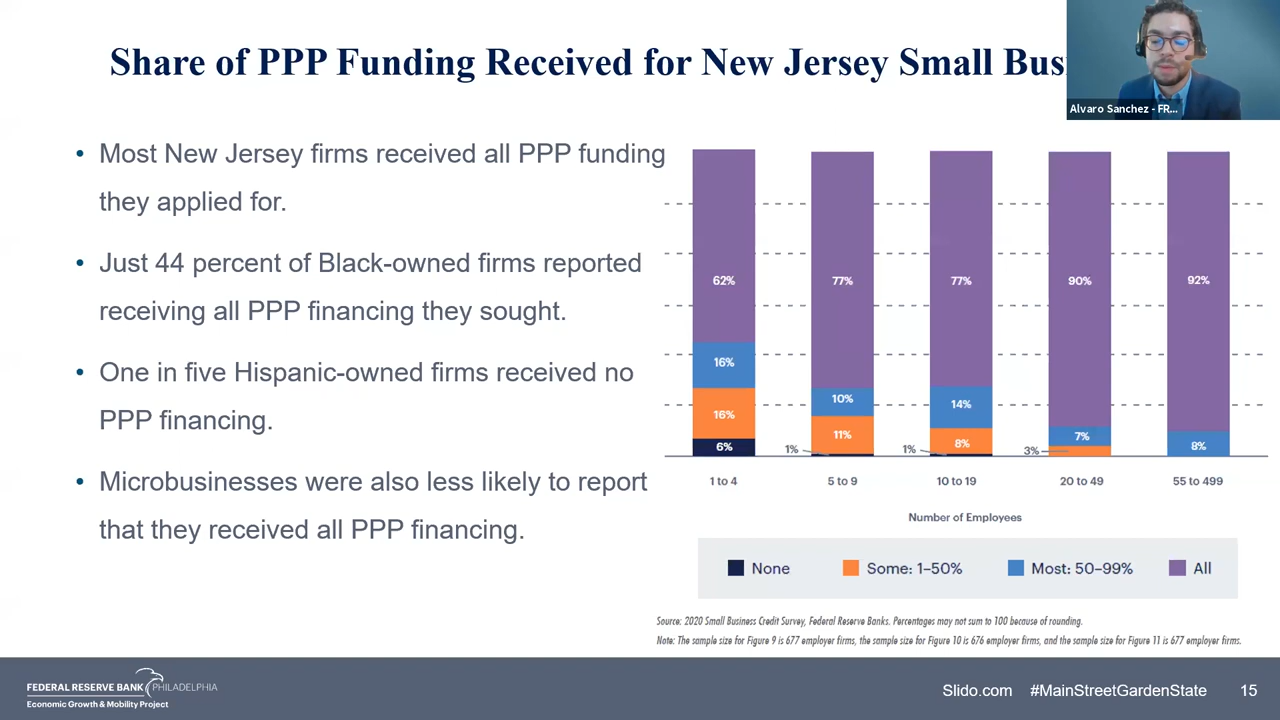 Share of PPP Funding Received for New Jersey Small Bus
Alvaro Sanchez - FR...
• Most New Jersey firms received all PPP funding
they applied for.
• Just 44 percent of Black-owned firms reported
receiving all PPP financing they sought.
• One in five Hispanic-owned firms received no
PPP financing.
• Microbusinesses were also less likely to report
that they received all PPP financing.
62% 77% 77% 90% 92%
16% 10% 14% 7% 8%
16% 11% 8% 3%
6% 1% 1%
1 to 4 5 to 9 10 to 19 20 to 49 55 to 499
Number of Employees
None Some: 1–50% Most: 50–99% All
Source: 2020 Small Business Credit Survey, Federal Reserve Banks. Percentages may not sum to 100 because of rounding.
Note: The sample size for Figure 9 is 677 employer firms, the sample size for Figure 10 is 676 employer firms, and the sample size for Figure 11 is 677 employer firms.
FEDERAL RESERVE BANK PHILADELPHIA
Economic Growth & Mobility Project
Slido.com #MainStreetGardenState 15